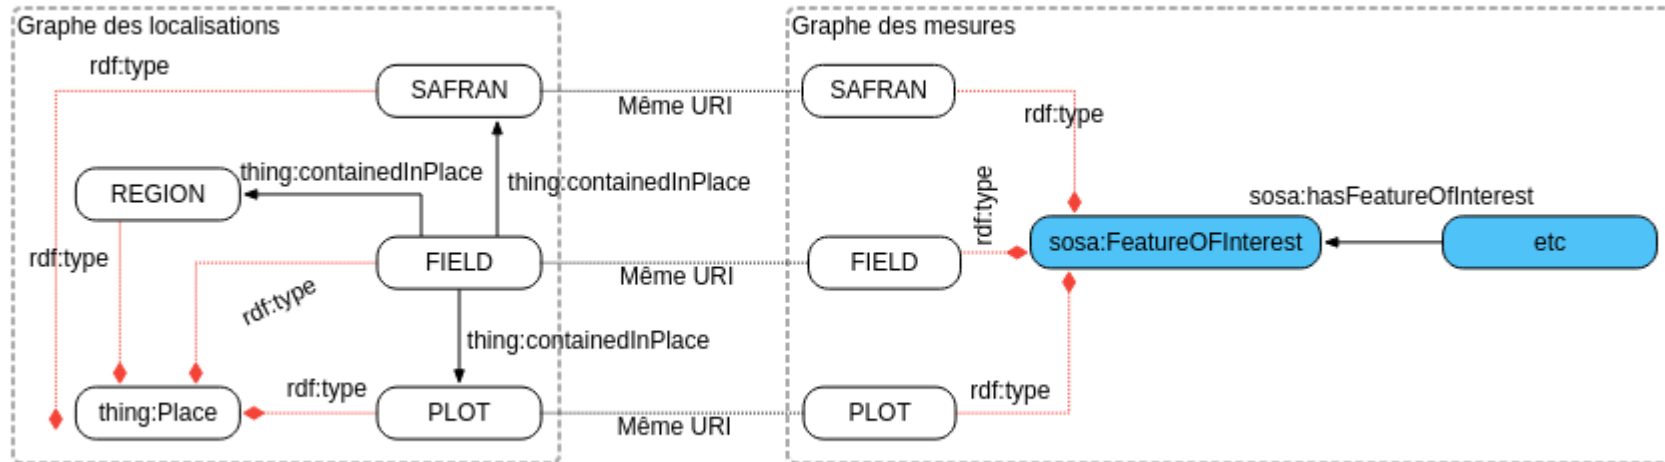 Graphe des localisations
Graphe des mesures
rdf:type
SAFRAN
Même URI
SAFRAN
rdf:type
REGION
thing:containedInPlace
thing:containedInPlace
rdf:type
sosa:hasFeatureOfInterest
rdf:type
FIELD
Même URI
FIELD
sosa:FeatureOFInterest
etc
rdf:type
thing:containedInPlace
rdf:type
rdf:type
thing:Place
PLOT
Même URI
PLOT